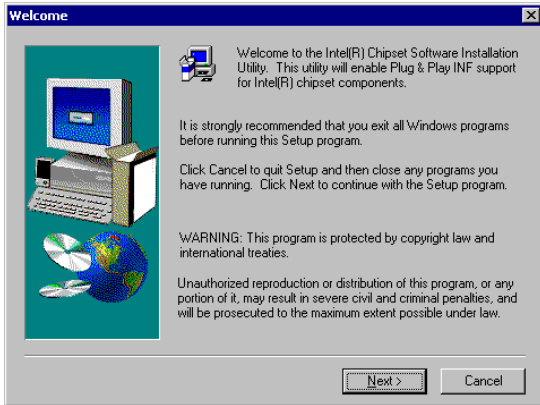 Welcome
Welcome to the Intel(R) Chipset Software Installation
Utility. This utility will enable Plug & Play INF support
for Intel(R) chipset components.
It is strongly recommended that you exit all Windows programs
before running this Setup program.
Click Cancel to quit Setup and then close any programs you
have running. Click Next to continue with the Setup program.
WARNING: This program is protected by copyright law and
international treaties.
Unauthorized reproduction or distribution of this program, or any
portion of it, may result in severe civil and criminal penalties, and
will be prosecuted to the maximum extent possible under law.
Next >
Cancel